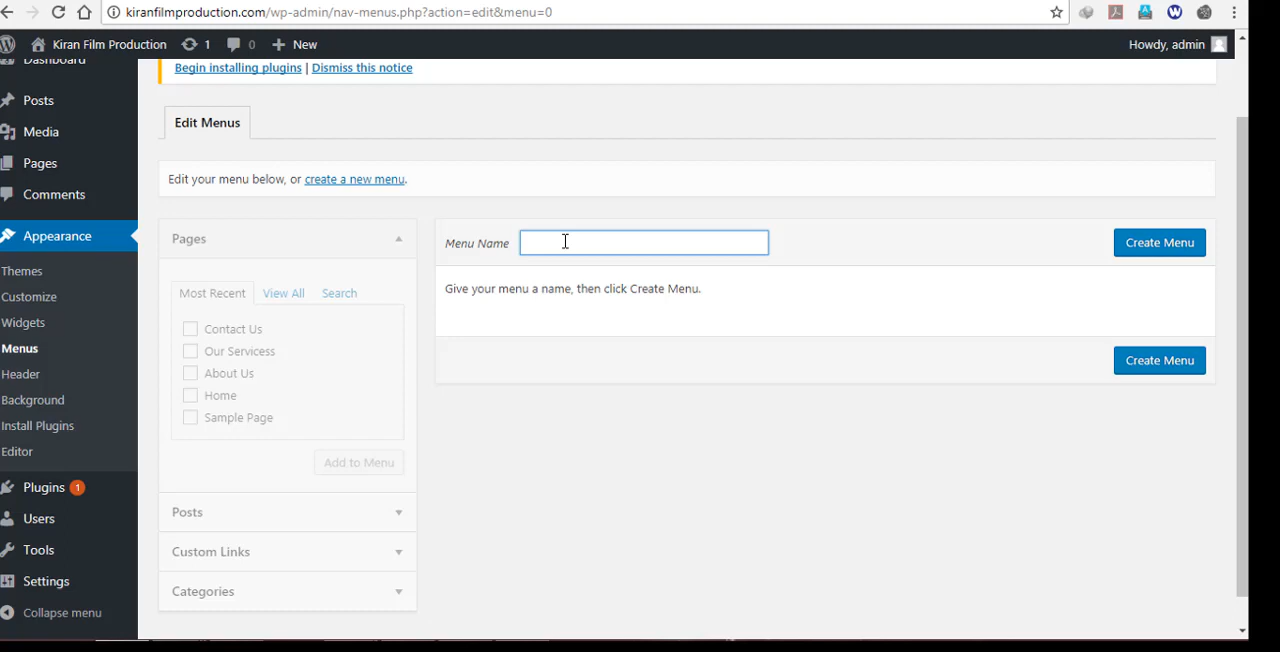 kiranfilmproduction.com/wp-admin/nav-menus.php?action=edit&menu=0
Kiran Film Production 1 0 New Howdy, admin
Dashboard
Posts
Media
Pages
Comments
Appearance
Themes
Customize
Widgets
Menus
Header
Background
Install Plugins
Editor
Plugins 1
Users
Tools
Settings
Collapse menu
Begin installing plugins | Dismiss this notice
Edit Menus
Edit your menu below, or create a new menu.
Pages
Most Recent View All Search
Contact Us
Our Servicess
About Us
Home
Sample Page
Add to Menu
Posts
Custom Links
Categories
Menu Name Create Menu
Give your menu a name, then click Create Menu.
Create Menu